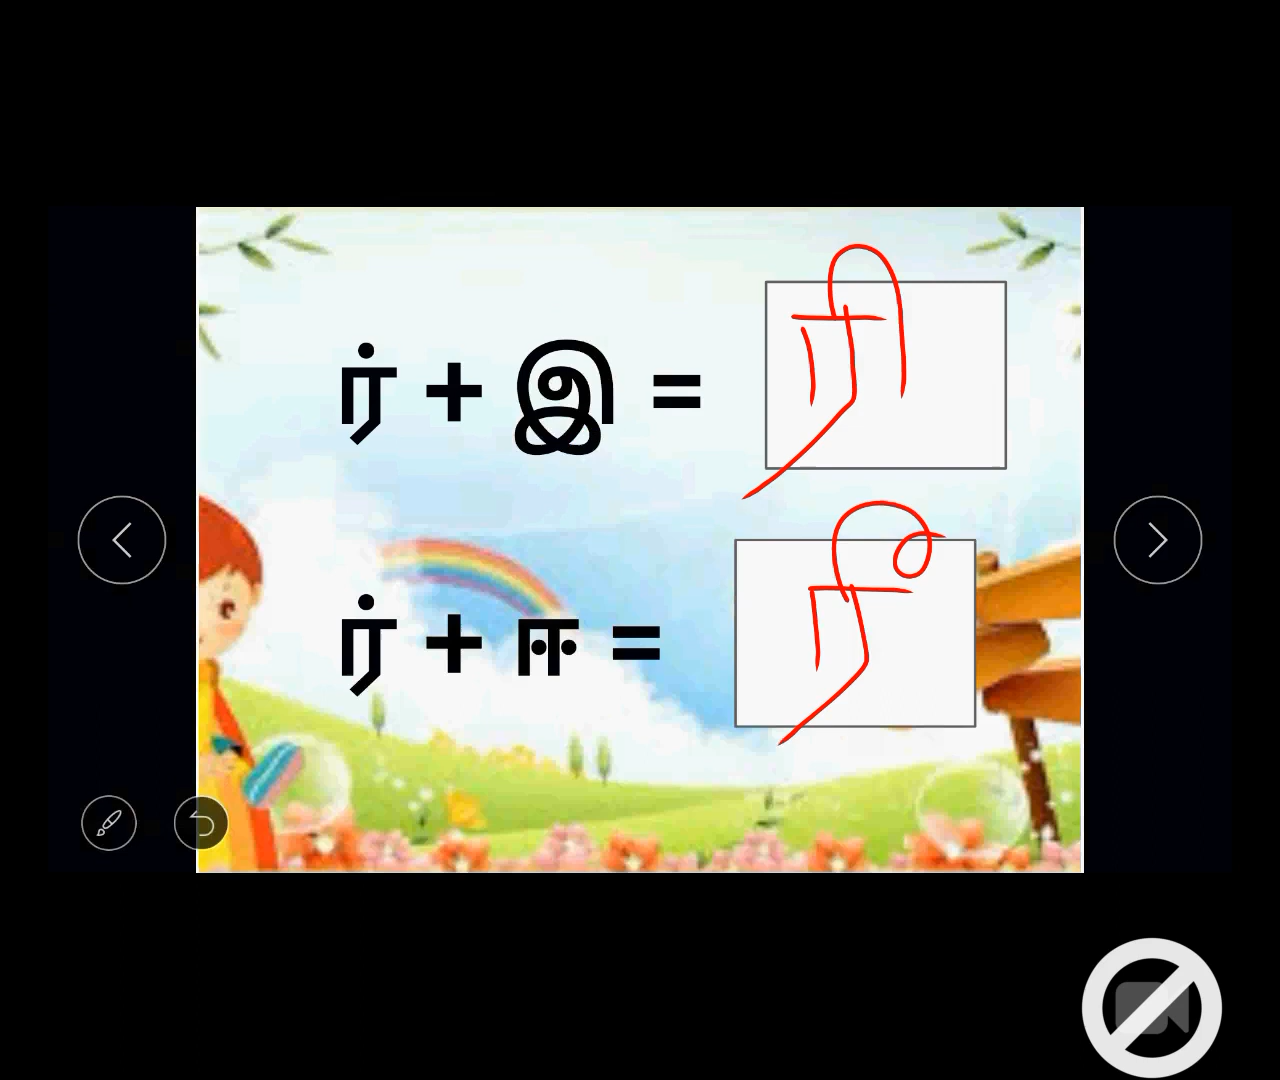 ர் + இ = ரி
ர் + ஈ = ரீ